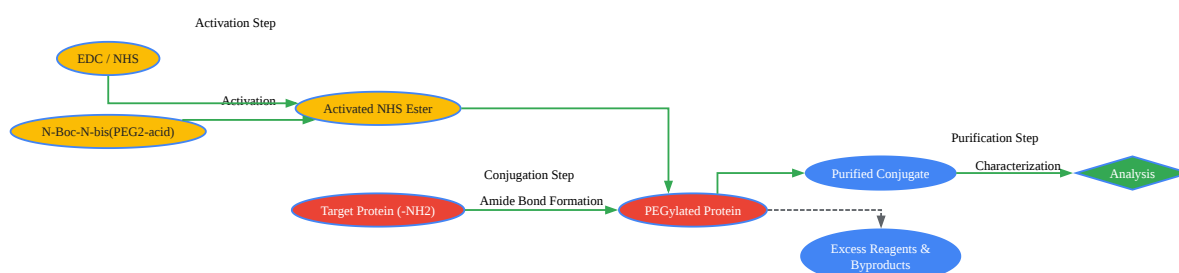 Activation Step
EDC / NHS
Activation
Activated NHS Ester
N-Boc-N-bis(PEG2-acid)
Purification Step
Conjugation Step
Purified Conjugate
Characterization
Analysis
Target Protein (-NH2)
Amide Bond Formation
PEGylated Protein
Excess Reagents &
Byproducts